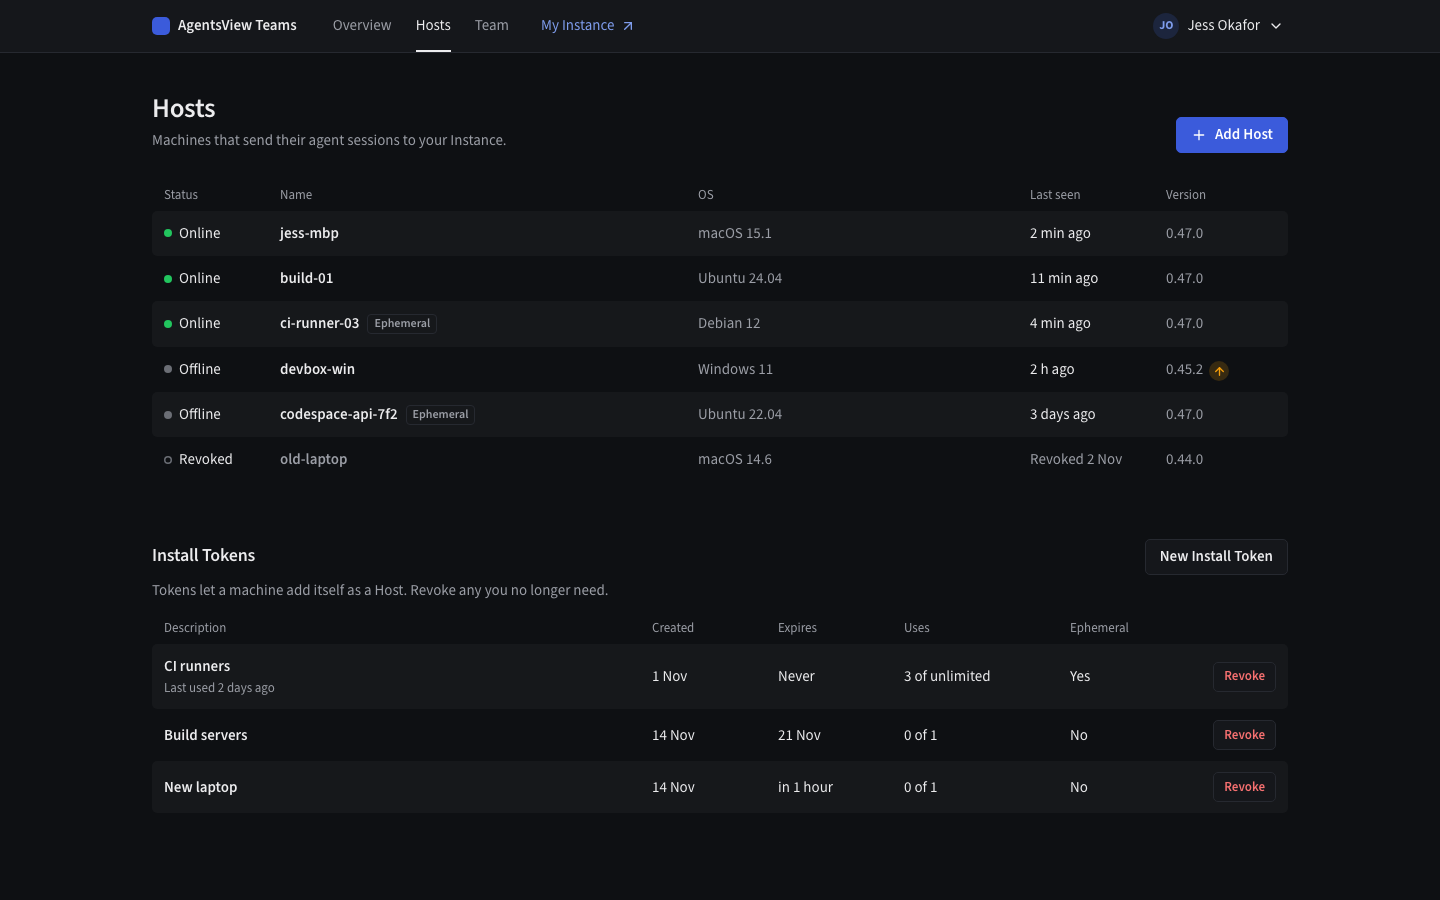 AgentsView Teams Overview Hosts Team My Instance JO Jess Okafor
Hosts
Machines that send their agent sessions to your Instance.
Add Host
Status Name OS Last seen Version
Online jess-mbp macOS 15.1 2 min ago 0.47.0
Online build-01 Ubuntu 24.04 11 min ago 0.47.0
Online ci-runner-03 Ephemeral Debian 12 4 min ago 0.47.0
Offline devbox-win Windows 11 2 h ago 0.45.2
Offline codespace-api-7f2 Ephemeral Ubuntu 22.04 3 days ago 0.47.0
Revoked old-laptop macOS 14.6 Revoked 2 Nov 0.44.0
Install Tokens
New Install Token
Tokens let a machine add itself as a Host. Revoke any you no longer need.
Description Created Expires Uses Ephemeral
CI runners 1 Nov Never 3 of unlimited Yes Revoke
Last used 2 days ago
Build servers 14 Nov 21 Nov 0 of 1 No Revoke
New laptop 14 Nov in 1 hour 0 of 1 No Revoke